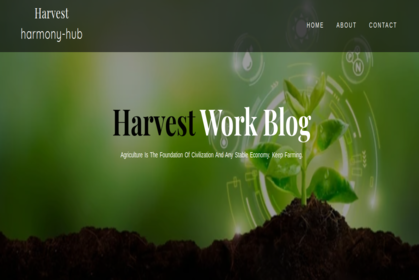 Harvest
harmony-hub
HOME ABOUT CONTACT
Harvest Work Blog
Agriculture Is The Foundation Of Civilization And Any Stable Economy. Keep Farming.
N